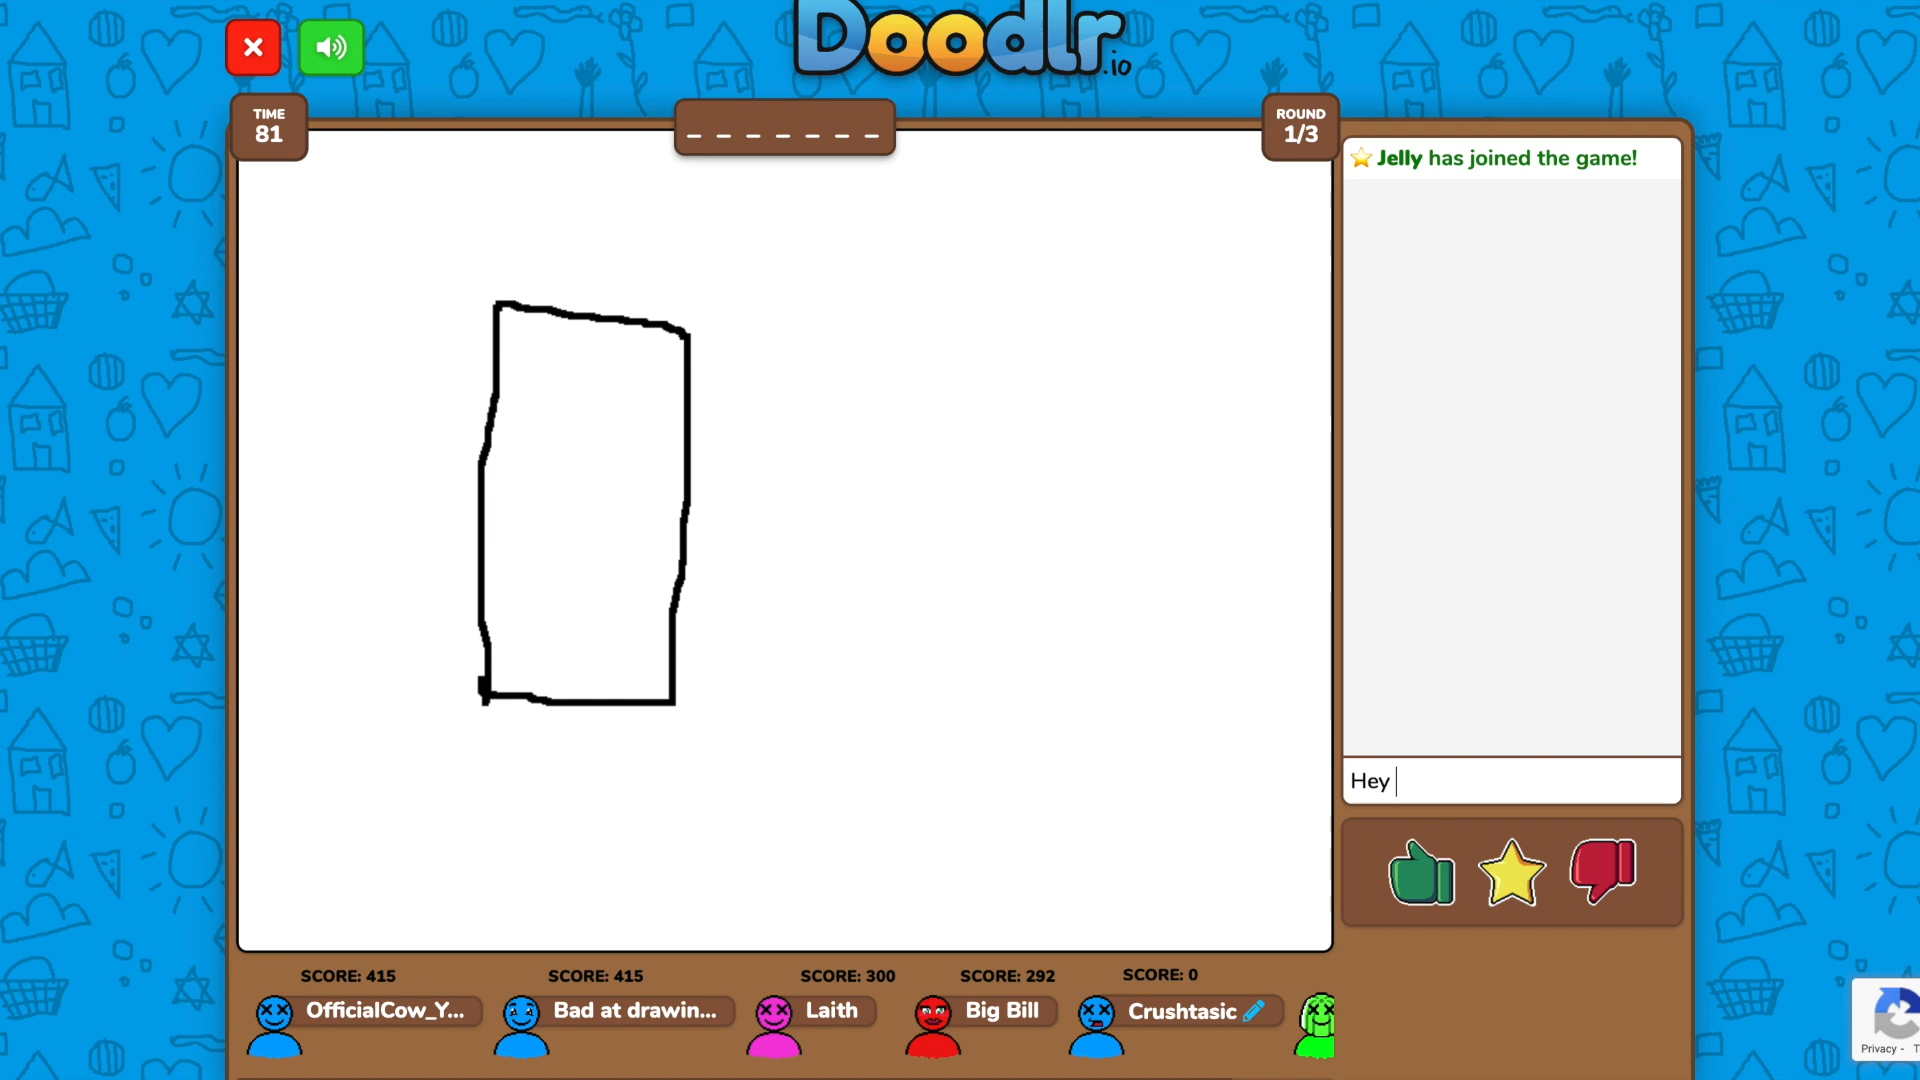 Doodlr.io
TIME
81
_ _ _ _ _ _ _
ROUND
1/3
Jelly has joined the game!
Hey
SCORE: 415
OfficialCow_Y...
SCORE: 415
Bad at drawin...
SCORE: 300
Laith
SCORE: 292
Big Bill
SCORE: 0
Crushtasic
Privacy - T